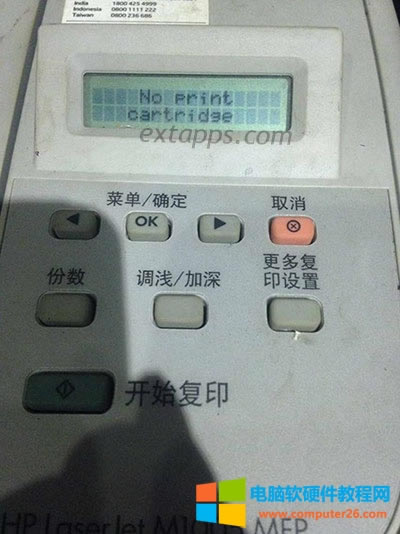 India 1800 425 4999
Indonesia 0800 1111 222
Taiwan 0800 236 686
No print
cartridge
extapps.com
菜单/确定
取消
OK
份数
调浅/加深
更多复
印设置
开始复印
HP LaserJet M1005 MFP
电脑软硬件教程网
www.computer26.com